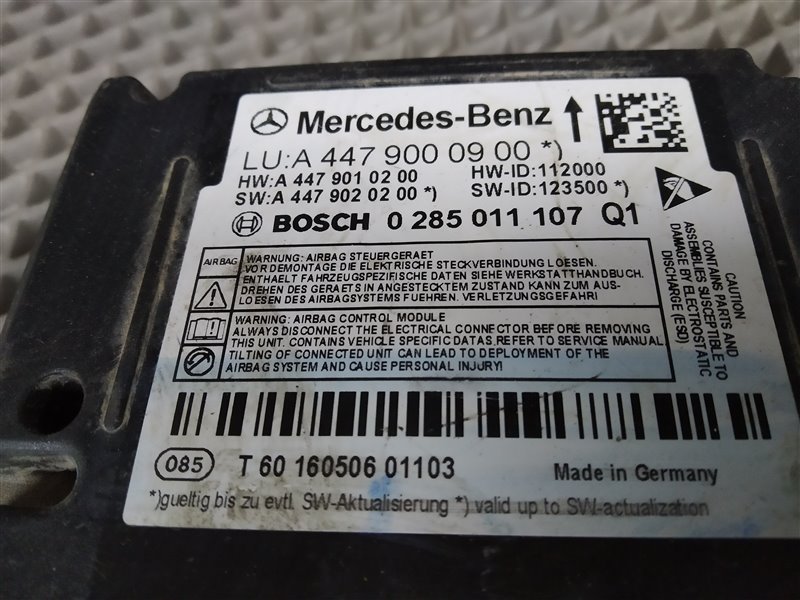 Mercedes-Benz
LU:A 447 900 09 00 *)
HW:A 447 901 02 00 HW-ID:112000
SW:A 447 902 02 00 *) SW-ID:123500 *)
BOSCH 0 285 011 107 Q1
AIRBAG
WARNUNG: AIRBAG STEUERGERAET
VOR DEMONTAGE DIE ELEKTRISCHE STECKVERBINDUNG LOESEN.
ENTHAELT FAHRZEUGSPEZIFISCHE DATEN SIEHE WERKSTATTHANDBUCH.
DREHEN DES GERAETS IN ANGESTECKTEM ZUSTAND KANN ZUM AUS-
LOESEN DES AIRBAGSYSTEMS FUEHREN. VERLETZUNGSGEFAHR!
WARNING: AIRBAG CONTROL MODULE
ALWAYS DISCONNECT THE ELECTRICAL CONNECTOR BEFORE REMOVING
THIS UNIT. CONTAINS VEHICLE SPECIFIC DATAS.REFER TO SERVICE MANUAL
TILTING OF CONNECTED UNIT CAN LEAD TO DEPLOYMENT OF THE
AIRBAG SYSTEM AND CAUSE PERSONAL INJURY!
CAUTION
CONTAINS PARTS AND
ASSEMBLIES SUSCEPTIBLE TO
DAMAGE BY ELECTROSTATIC
DISCHARGE (ESD)
085 T 60 160506 01103 Made in Germany
*)gueltig bis zu evtl. SW-Aktualisierung *) valid up to SW-actualization